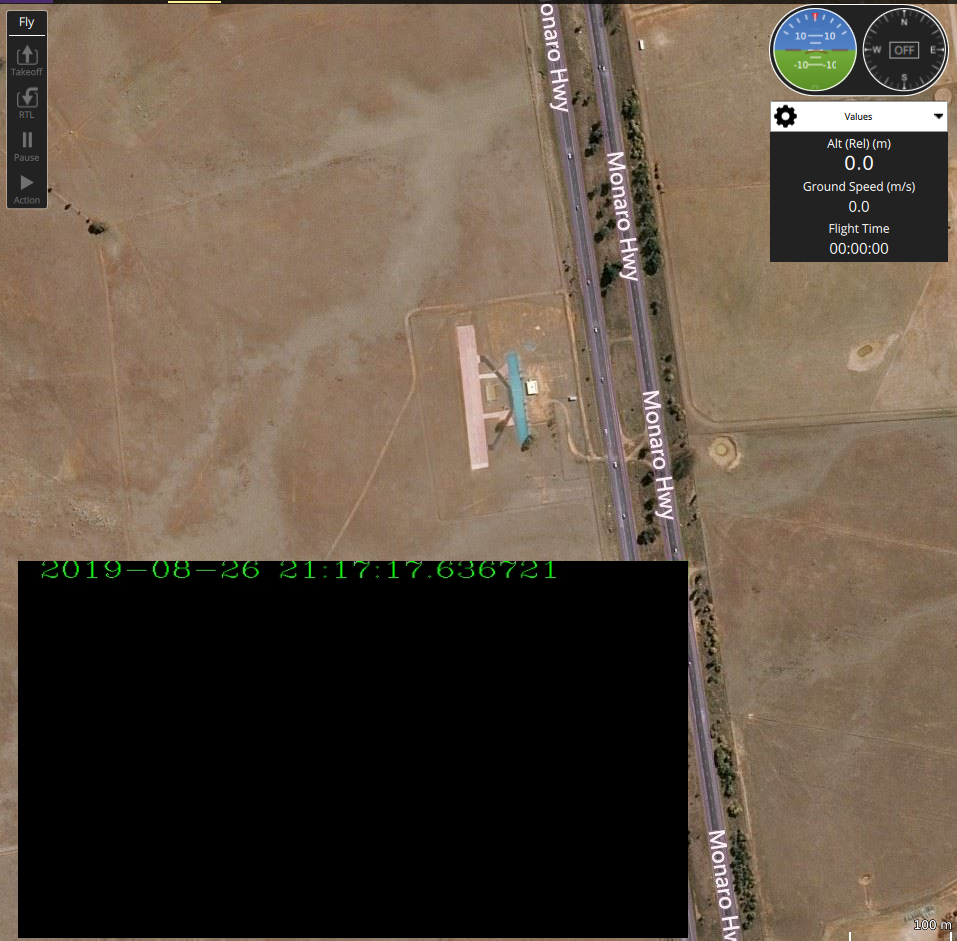 Fly
Takeoff
RTL
Pause
Action
onaro Hwy
Monaro Hwy
Monaro Hwy
Monaro Hw
10 10
-10 -10
N
W OFF E
S
Values
Alt (Rel) (m)
0.0
Ground Speed (m/s)
0.0
Flight Time
00:00:00
2019-08-26 21:17:17.636721
100 m